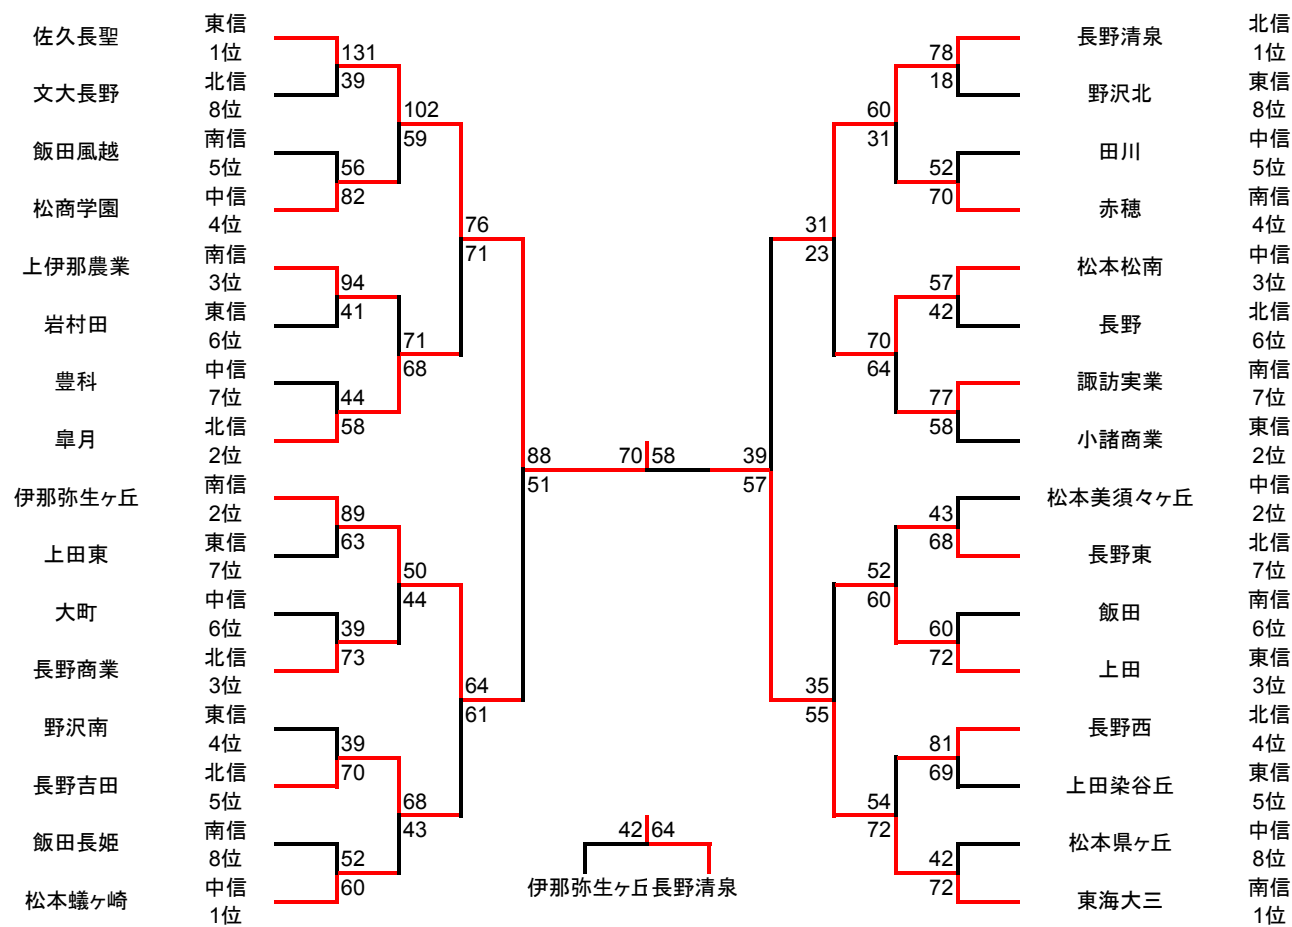 佐久長聖 東信 1位
131
39
文大長野 北信 8位
102
59
飯田風越 南信 5位
56
82
松商学園 中信 4位
76
71
上伊那農業 南信 3位
94
41
岩村田 東信 6位
71
68
豊科 中信 7位
44
58
皐月 北信 2位
88
51
伊那弥生ヶ丘 南信 2位
89
63
上田東 東信 7位
50
44
大町 中信 6位
39
73
長野商業 北信 3位
64
61
野沢南 東信 4位
39
70
長野吉田 北信 5位
68
43
飯田長姫 南信 8位
52
60
松本蟻ヶ崎 中信 1位
70 58
42 64
伊那弥生ヶ丘 長野清泉
長野清泉 北信 1位
78
18
野沢北 東信 8位
60
31
田川 中信 5位
52
70
赤穂 南信 4位
31
23
松本松南 中信 3位
57
42
長野 北信 6位
70
64
諏訪実業 南信 7位
77
58
小諸商業 東信 2位
39
57
松本美須々ヶ丘 中信 2位
43
68
長野東 北信 7位
52
60
飯田 南信 6位
60
72
上田 東信 3位
35
55
長野西 北信 4位
81
69
上田染谷丘 東信 5位
54
72
松本県ヶ丘 中信 8位
42
72
東海大三 南信 1位